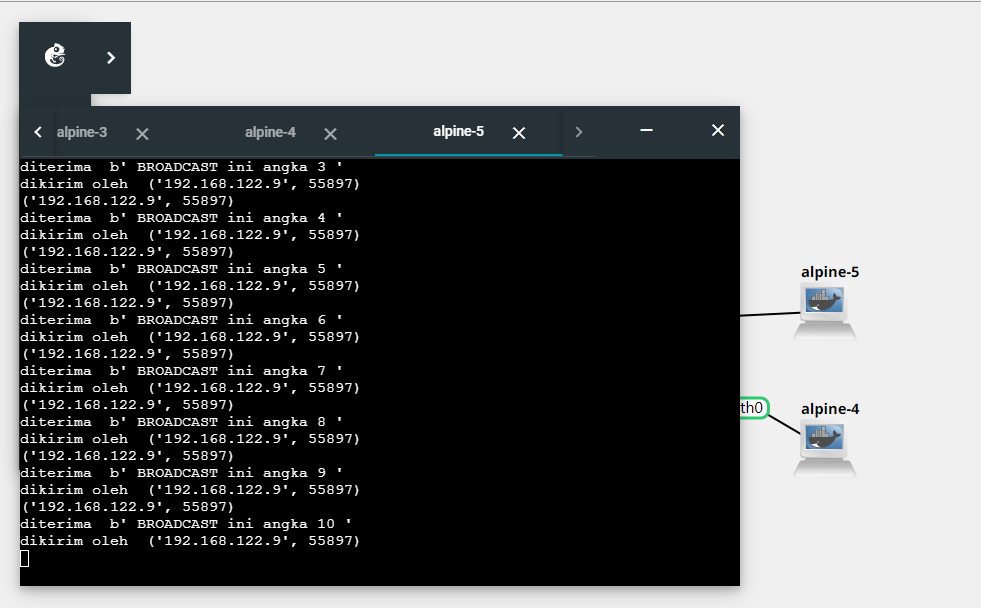 alpine-3
alpine-4
alpine-5
diterima  b' BROADCAST ini angka 3 '
dikirim oleh  ('192.168.122.9', 55897)
('192.168.122.9', 55897)
diterima  b' BROADCAST ini angka 4 '
dikirim oleh  ('192.168.122.9', 55897)
('192.168.122.9', 55897)
diterima  b' BROADCAST ini angka 5 '
dikirim oleh  ('192.168.122.9', 55897)
('192.168.122.9', 55897)
diterima  b' BROADCAST ini angka 6 '
dikirim oleh  ('192.168.122.9', 55897)
('192.168.122.9', 55897)
diterima  b' BROADCAST ini angka 7 '
dikirim oleh  ('192.168.122.9', 55897)
('192.168.122.9', 55897)
diterima  b' BROADCAST ini angka 8 '
dikirim oleh  ('192.168.122.9', 55897)
('192.168.122.9', 55897)
diterima  b' BROADCAST ini angka 9 '
dikirim oleh  ('192.168.122.9', 55897)
('192.168.122.9', 55897)
diterima  b' BROADCAST ini angka 10 '
dikirim oleh  ('192.168.122.9', 55897)
alpine-5
th0
alpine-4